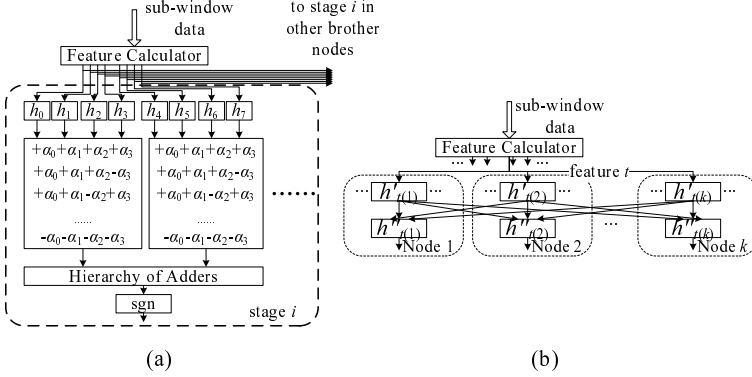 sub-window
data
to stage i in
other brother
nodes
Feature Calculator
h0 h1 h2 h3 h4 h5 h6 h7
+α0+α1+α2+α3 +α0+α1+α2+α3
+α0+α1+α2-α3 +α0+α1+α2-α3
+α0+α1-α2+α3 +α0+α1-α2+α3
...... ......
-α0-α1-α2-α3 -α0-α1-α2-α3
......
Hierarchy of Adders
sgn
stage i
(a)
sub-window
data
Feature Calculator
... ...
feature t
... h't(1) ... ... h't(2) ... ... h't(k) ...
h''t(1) h''t(2) ... h''t(k)
Node 1 Node 2 Node k
(b)